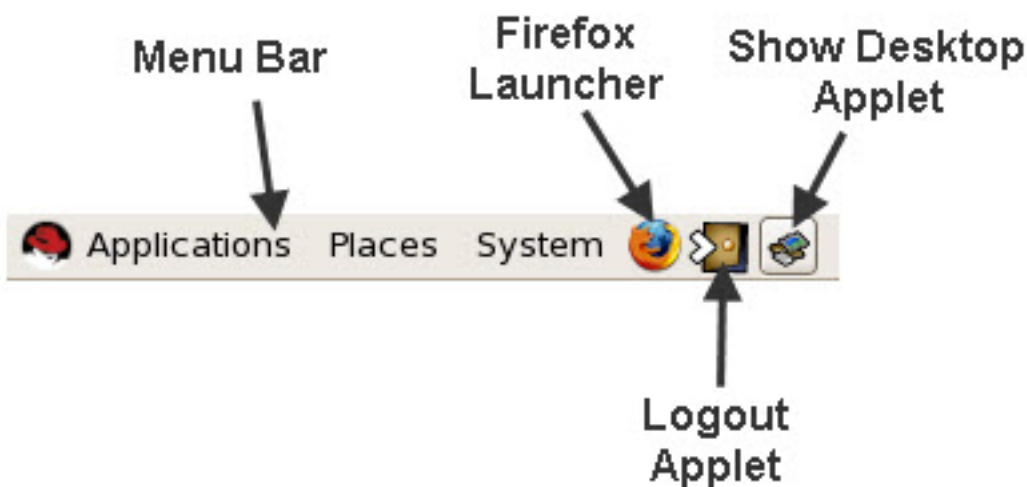 Menu Bar
Firefox
Launcher
Show Desktop
Applet
Applications Places System
Logout
Applet